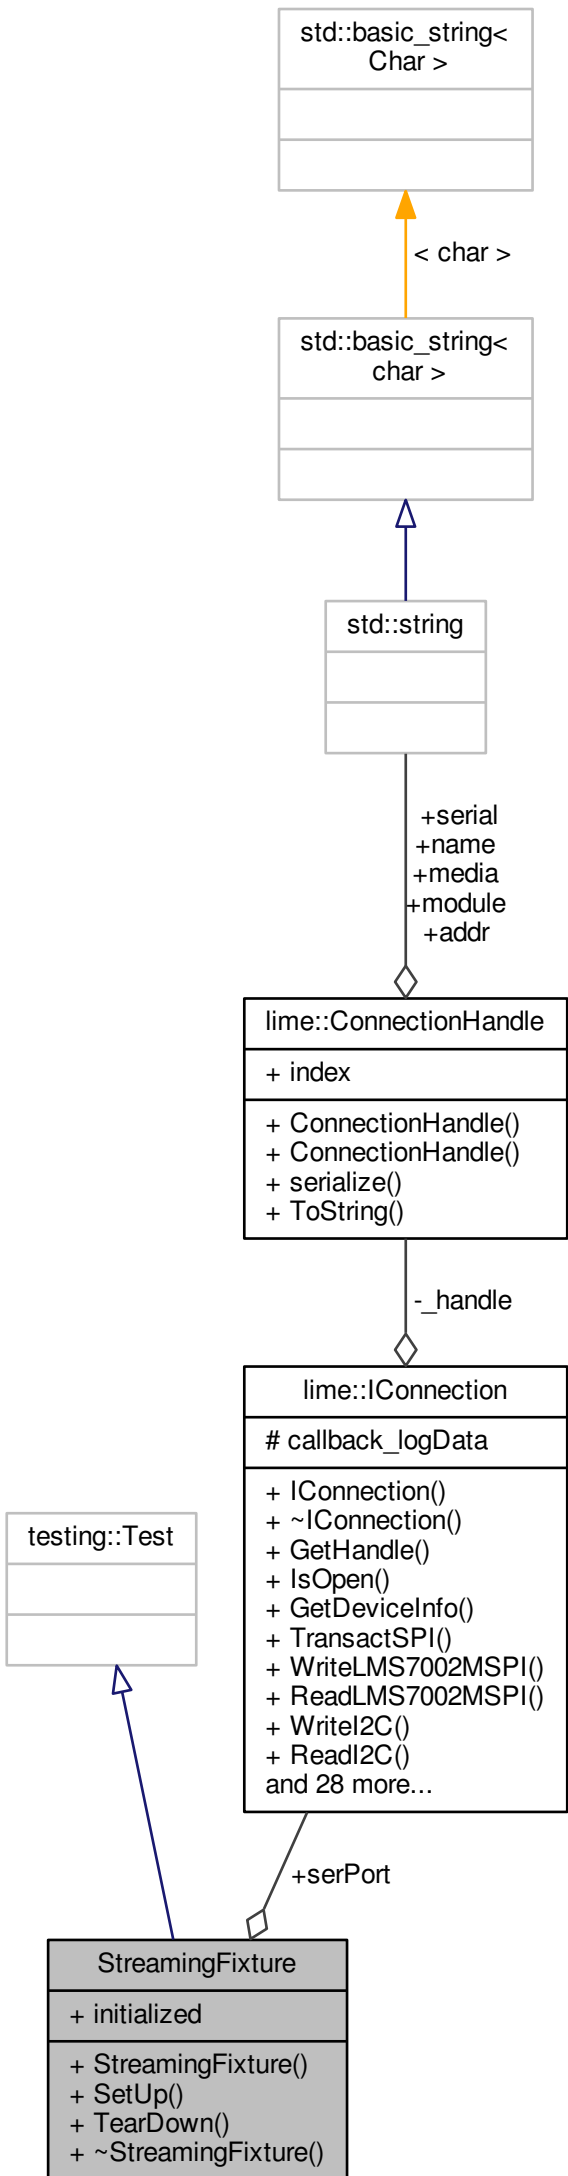 std::basic_string<
Char >
< char >
std::basic_string<
char >
std::string
+serial
+name
+media
+module
+addr
lime::ConnectionHandle
+ index
+ ConnectionHandle()
+ ConnectionHandle()
+ serialize()
+ ToString()
-_handle
lime::IConnection
# callback_logData
+ IConnection()
+ ~IConnection()
+ GetHandle()
+ IsOpen()
+ GetDeviceInfo()
+ TransactSPI()
+ WriteLMS7002MSPI()
+ ReadLMS7002MSPI()
+ WriteI2C()
+ ReadI2C()
and 28 more...
testing::Test
+serPort
StreamingFixture
+ initialized
+ StreamingFixture()
+ SetUp()
+ TearDown()
+ ~StreamingFixture()